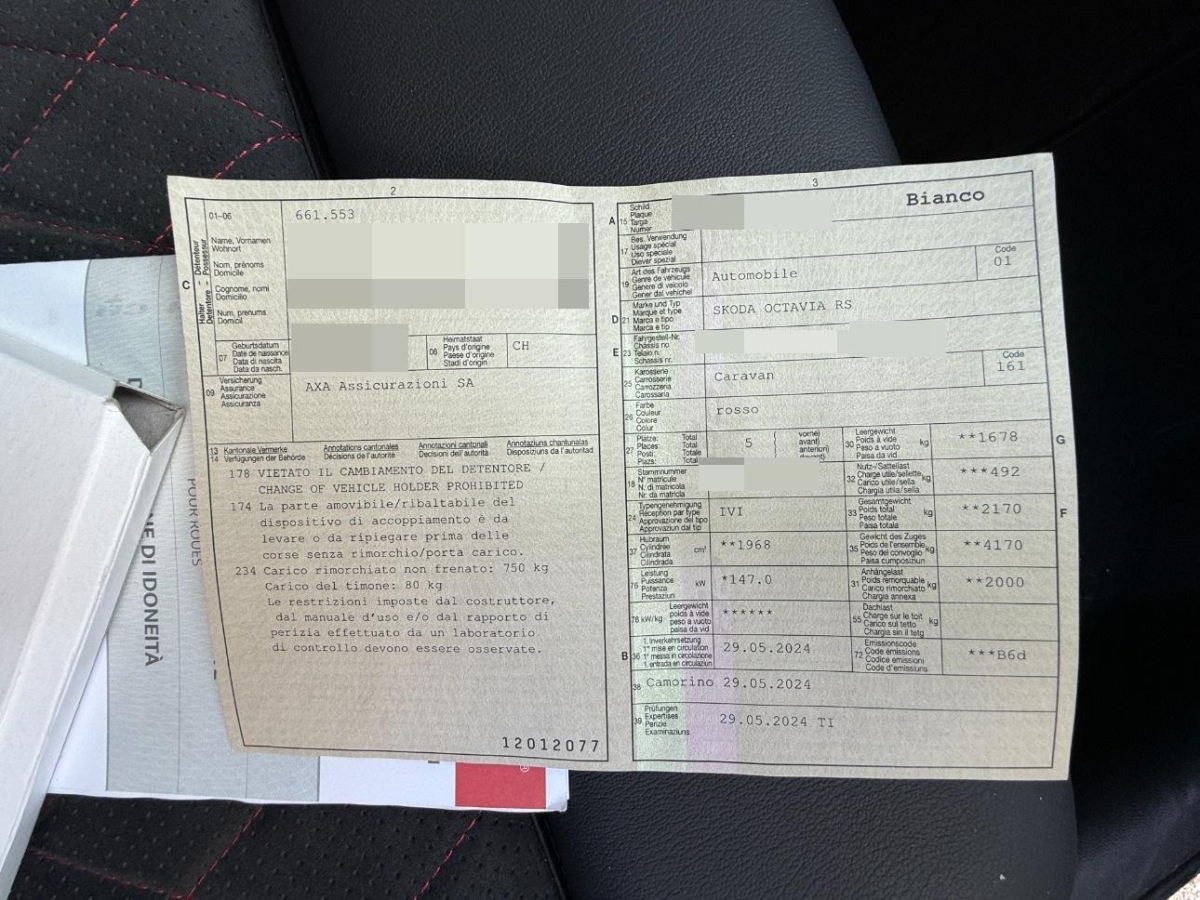 2
01-06
661.553
C
Halter Detenteur
Détenteur Possessur
Name, Vornamen
Wohnort
Nom, prénoms
Domicile
Cognome, nomi
Domicilio
Num, prenums
Domicil
07
Geburtsdatum
Date de naissance
Data di nascita
Data da nasch.
08
Heimatstaat
Pays d'origine
Paese d'origine
Stadi d'origin
CH
09
Versicherung
Assurance
Assicurazione
Assicuranza
AXA Assicurazioni SA
13 Kantonale Vermerke Annotations cantonales Annotazioni cantonali Annotaziuns chantunalas
14 Verfügungen der Behörde Décisions de l'autorité Decisioni dell'autorità Disposiziuns da l'autoritad
178 VIETATO IL CAMBIAMENTO DEL DETENTORE /
CHANGE OF VEHICLE HOLDER PROHIBITED
174 La parte amovibile/ribaltabile del
dispositivo di accoppiamento è da
levare o da ripiegare prima delle
corse senza rimorchio/porta carico.
234 Carico rimorchiato non frenato: 750 kg
Carico del timone: 80 kg
Le restrizioni imposte dal costruttore,
dal manuale d'uso e/o dal rapporto di
perizia effettuato da un laboratorio
di controllo devono essere osservate.
12012077
3
A 15
Schild
Plaque
Targa
Numer
Bianco
17
Bes. Verwendung
Usage spécial
Uso speciale
Diever spezial
19
Art des Fahrzeugs
Genre de véhicule
Genere di veicolo
Gener dal vehichel
Automobile
Code
01
D 21
Marke und Typ
Marque et type
Marca e tipo
Marca e tip
SKODA OCTAVIA RS
E 23
Fahrgestell-Nr.
Châssis no
Telaio n.
Schassis nr.
25
Karosserie
Carrosserie
Carrozzeria
Carossaria
Caravan
Code
161
26
Farbe
Couleur
Colore
Colur
rosso
27
Plätze: Total
Places: Total
Posti: Totale
Plazs: Total
5
vorne)
avant)
anteriori)
davant)
30
Leergewicht
Poids à vide
Peso a vuoto
Paisa da vid
kg
**1678
G
18
Stammnummer
N° matricule
N. di matricola
Nr. da matricla
32
Nutz-/Sattellast
Charge utile/sellette
Carico utile/sella
Chargia utila/sella
kg
***492
24
Typengenehmigung
Réception par type
Approvazione del tipo
Approvaziun dal tip
IVI
33
Gesamtgewicht
Poids total
Peso totale
Paisa totala
kg
**2170
F
37
Hubraum
Cylindrée
Cilindrata
Cilindrada
cm³
**1968
35
Gewicht des Zuges
Poids de l'ensemble
Peso del convoglio
Paisa cumposiziun
kg
**4170
76
Leistung
Puissance
Potenza
Prestaziun
kW
*147.0
31
Anhängelast
Poids remorquable
Carico rimorchiato
Chargia annexa
kg
**2000
78 kW/kg
Leergewicht
poids à vide
peso a vuoto
paisa da vid
******
55
Dachlast
Charge sur le toit
Carico sul tetto
Chargia sin il tetg
kg
B 36
1. Inverkehrsetzung
1re mise en circulation
1a messa in circolazione
1. entrada en circulaziun
29.05.2024
72
Emissionscode
Code émissions
Codice emissioni
Code d'emissiuns
***B6d
38
Camorino 29.05.2024
39
Prüfungen
Expertises
Perizie
Examinaziuns
29.05.2024 TI
NE DI IDONEITÀ
POUR ROUES